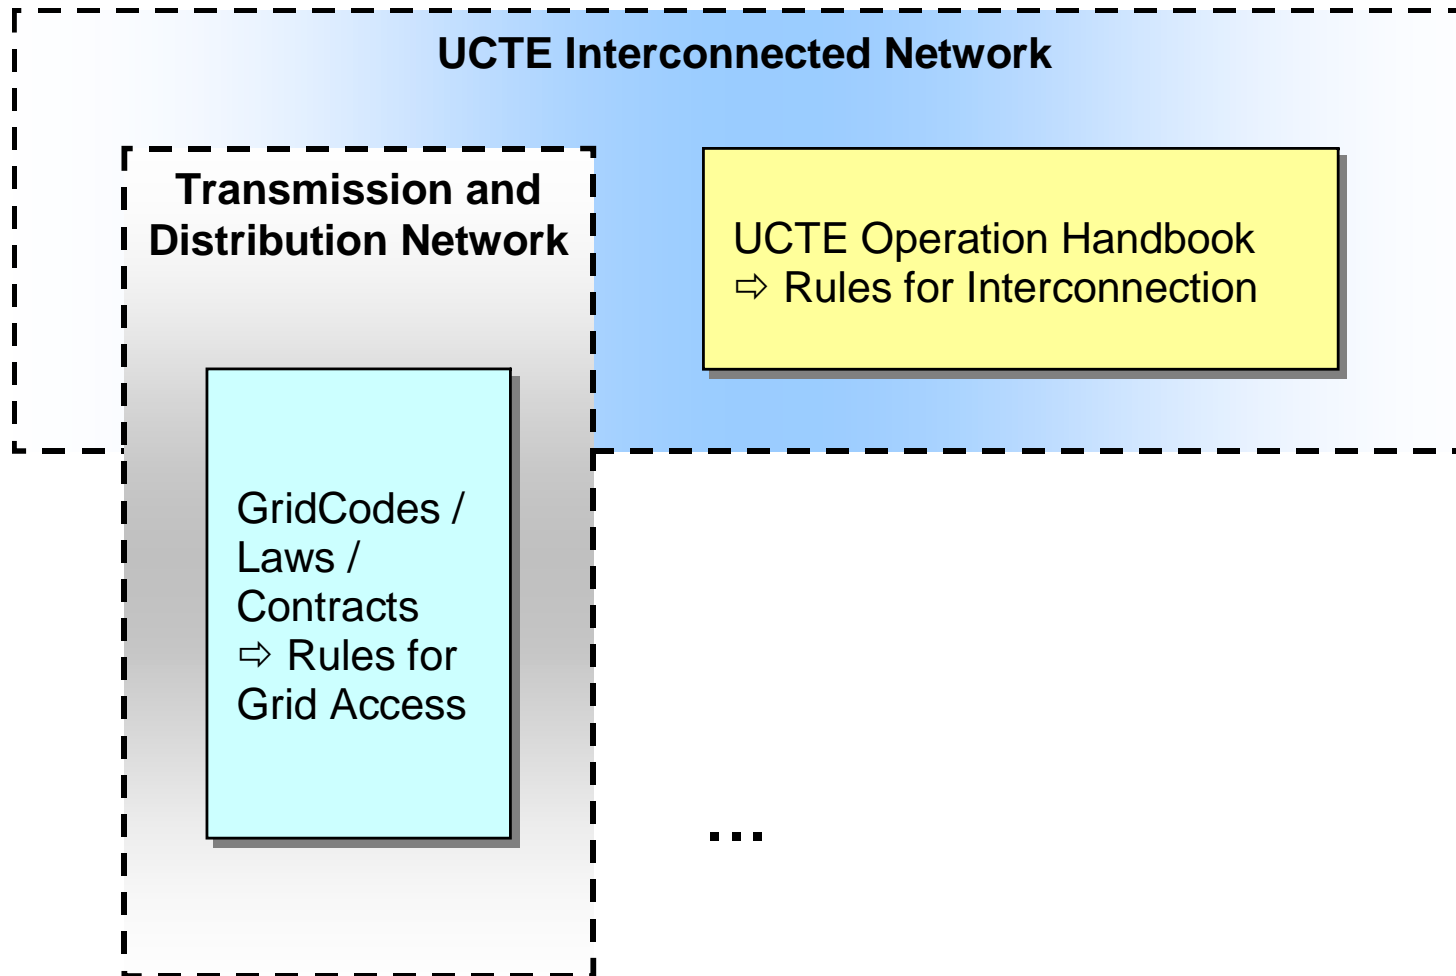 UCTE Interconnected Network
Transmission and
Distribution Network
UCTE Operation Handbook
⇨ Rules for Interconnection
GridCodes /
Laws /
Contracts
⇨ Rules for
Grid Access
...